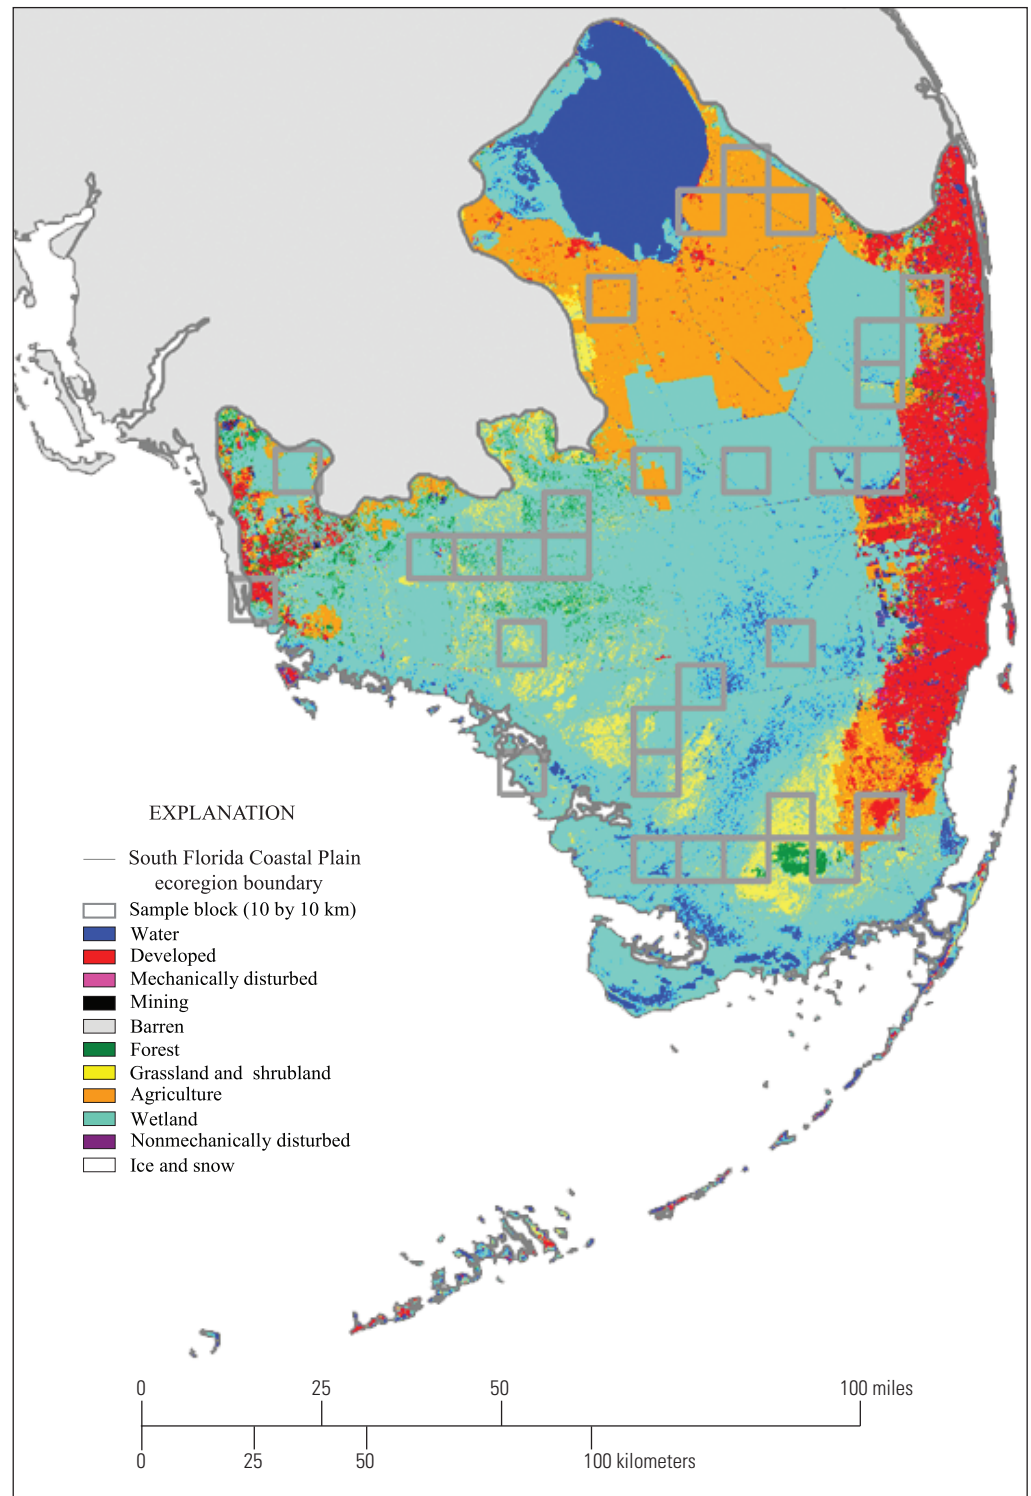 EXPLANATION
South Florida Coastal Plain
ecoregion boundary
Sample block (10 by 10 km)
Water
Developed
Mechanically disturbed
Mining
Barren
Forest
Grassland and shrubland
Agriculture
Wetland
Nonmechanically disturbed
Ice and snow
0 25 50 100 miles
0 25 50 100 kilometers